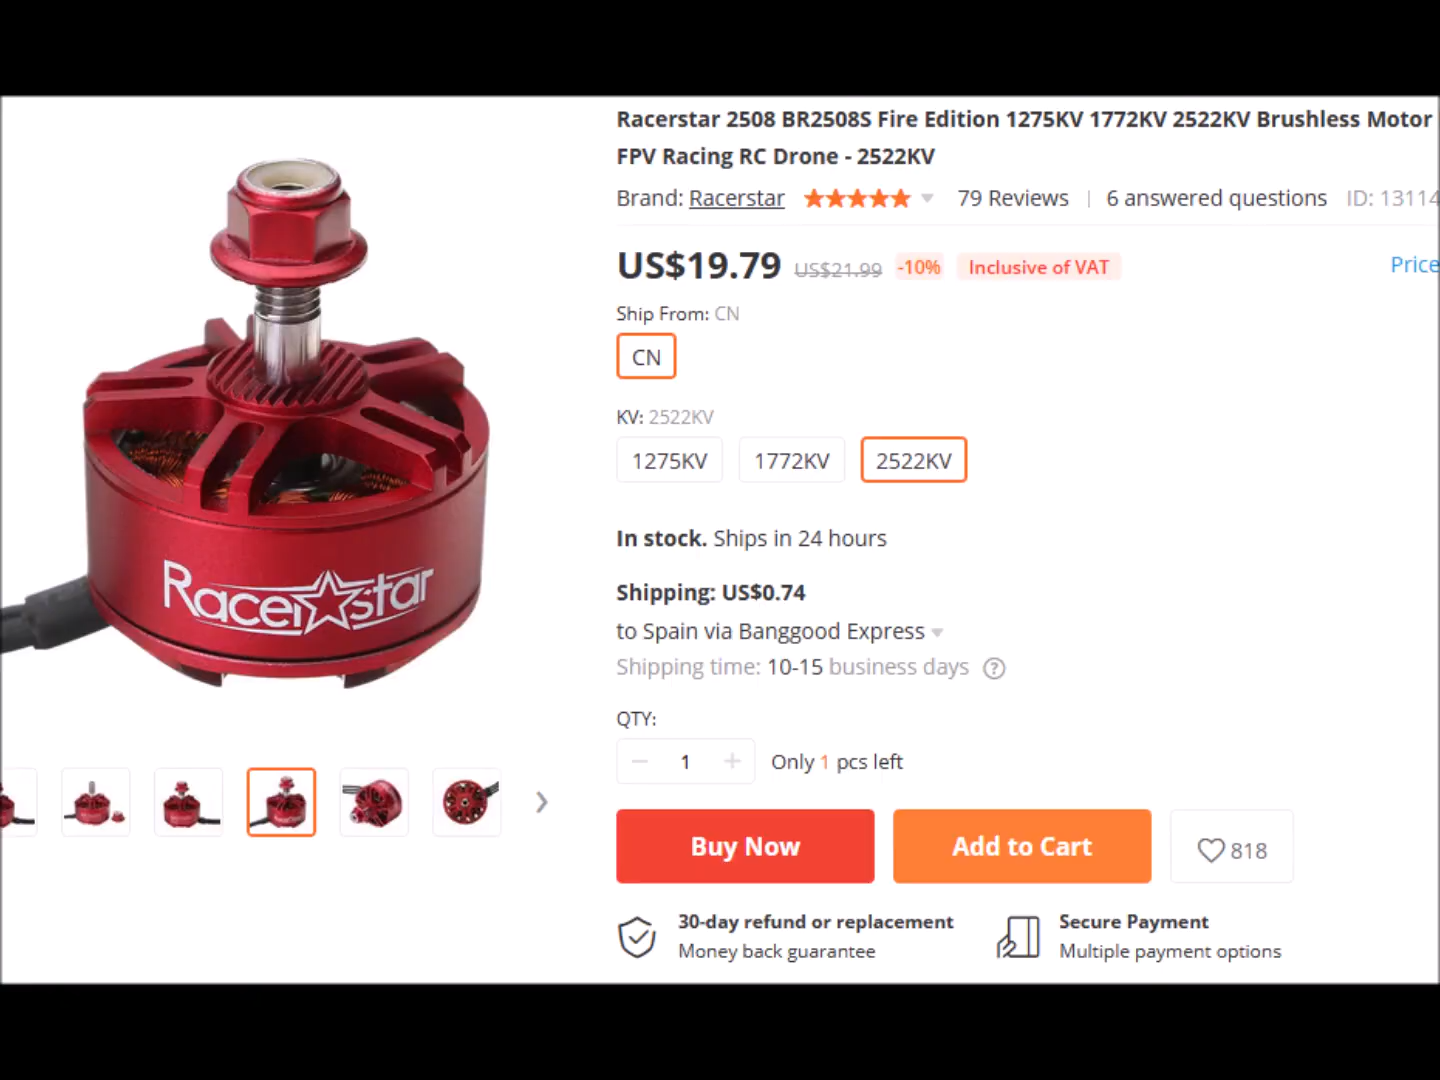 Racerstar 2508 BR2508S Fire Edition 1275KV 1772KV 2522KV Brushless Motor
FPV Racing RC Drone - 2522KV
Brand: Racerstar 79 Reviews | 6 answered questions ID: 13114
US$19.79 US$21.99 -10% Inclusive of VAT Price
Ship From: CN
CN
KV: 2522KV
1275KV 1772KV 2522KV
In stock. Ships in 24 hours
Shipping: US$0.74
to Spain via Banggood Express
Shipping time: 10-15 business days ?
QTY:
− 1 + Only 1 pcs left
Buy Now Add to Cart 818
30-day refund or replacement Secure Payment
Money back guarantee Multiple payment options
Racerstar